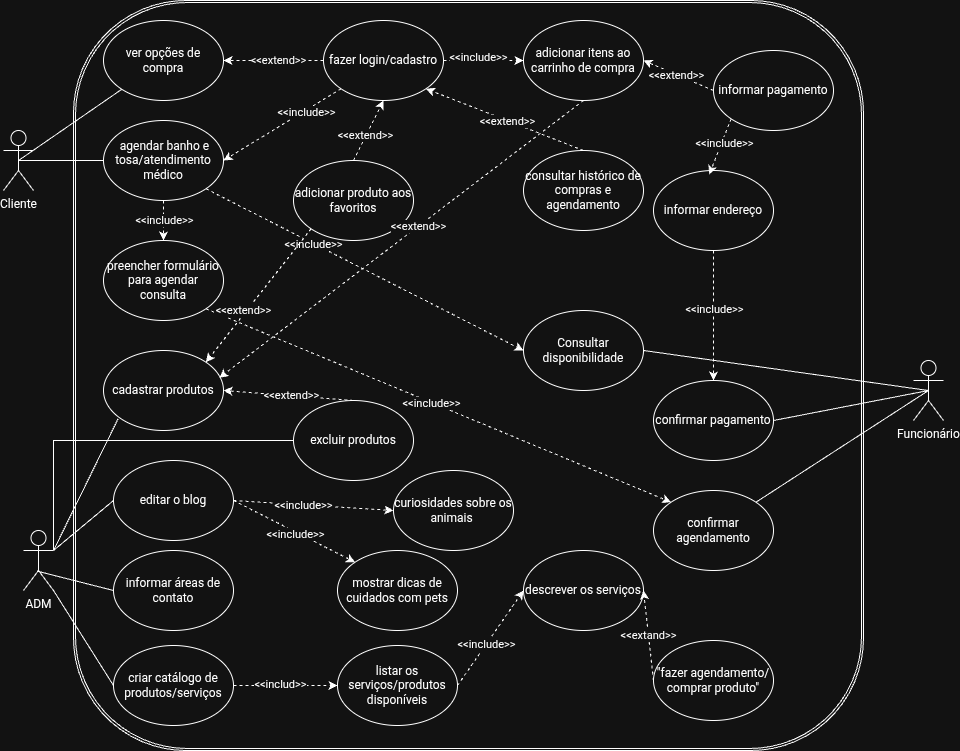 ver opções de
compra
<<extend>>
fazer login/cadastro
<<include>>
adicionar itens ao
carrinho de compra
<<extend>>
informar pagamento
<<include>>
<<extend>>
<<extend>>
<<include>>
Cliente
agendar banho e
tosa/atendimento
médico
adicionar produto aos
favoritos
consultar histórico de
compras e
agendamento
informar endereço
<<include>>
<<include>>
<<extend>>
preencher formulário
para agendar
consulta
<<extend>>
<<include>>
Consultar
disponibilidade
cadastrar produtos
<<extend>>
<<include>>
confirmar pagamento
Funcionário
excluir produtos
editar o blog
<<include>>
curiosidades sobre os
animais
<<include>>
confirmar
agendamento
ADM
informar áreas de
contato
mostrar dicas de
cuidados com pets
descrever os serviços
<<include>>
<<extand>>
criar catálogo de
produtos/serviços
<<includ>>
listar os
serviços/produtos
disponíveis
"fazer agendamento/
comprar produto"